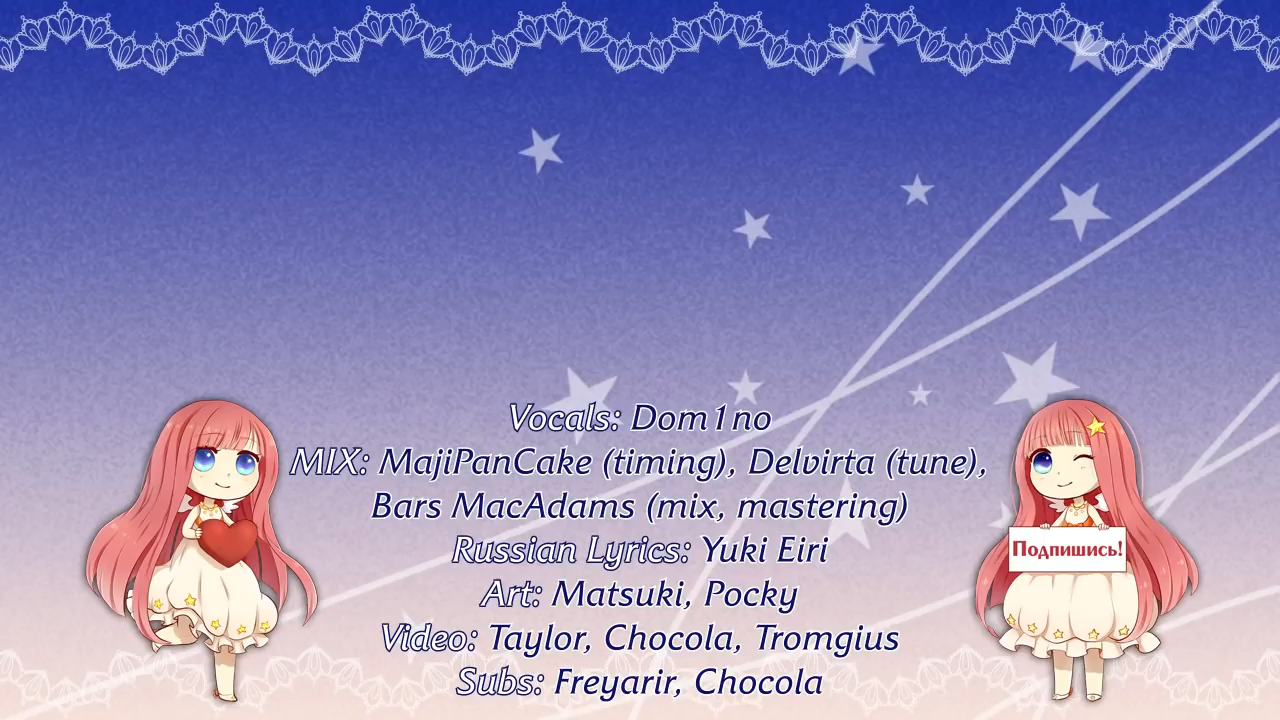 Vocals: Dom1no
MIX: MajiPanCake (timing), Delvirta (tune),
Bars MacAdams (mix, mastering)
Russian Lyrics: Yuki Eiri
Подпишись!
Art: Matsuki, Pocky
Video: Taylor, Chocola, Tromgius
Subs: Freyarir, Chocola